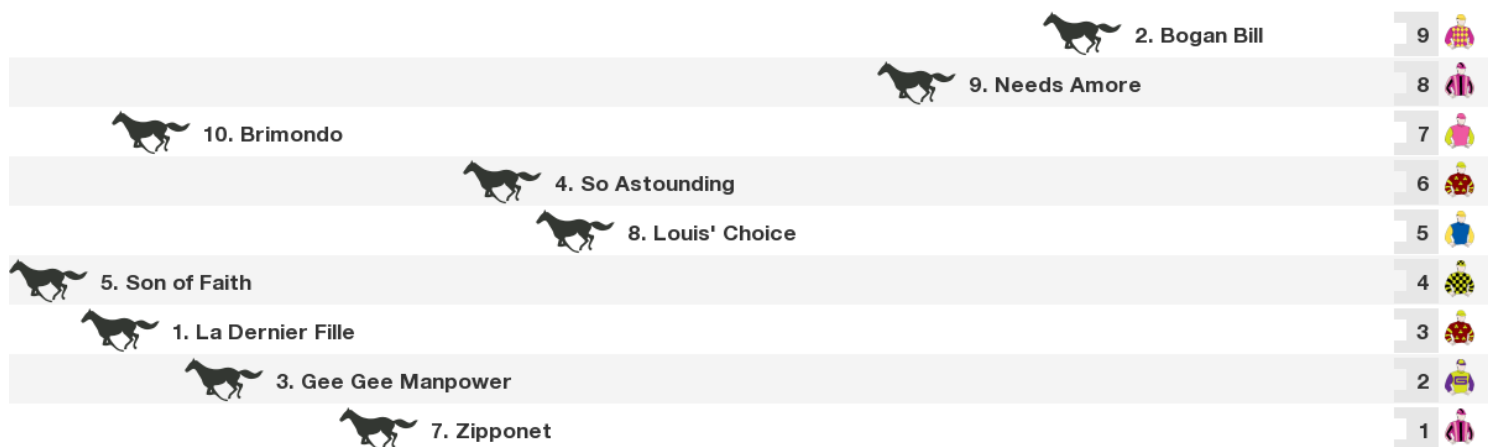 2. Bogan Bill 9
9. Needs Amore 8
10. Brimondo 7
4. So Astounding 6
8. Louis' Choice 5
5. Son of Faith 4
1. La Dernier Fille 3
3. Gee Gee Manpower 2
7. Zipponet 1